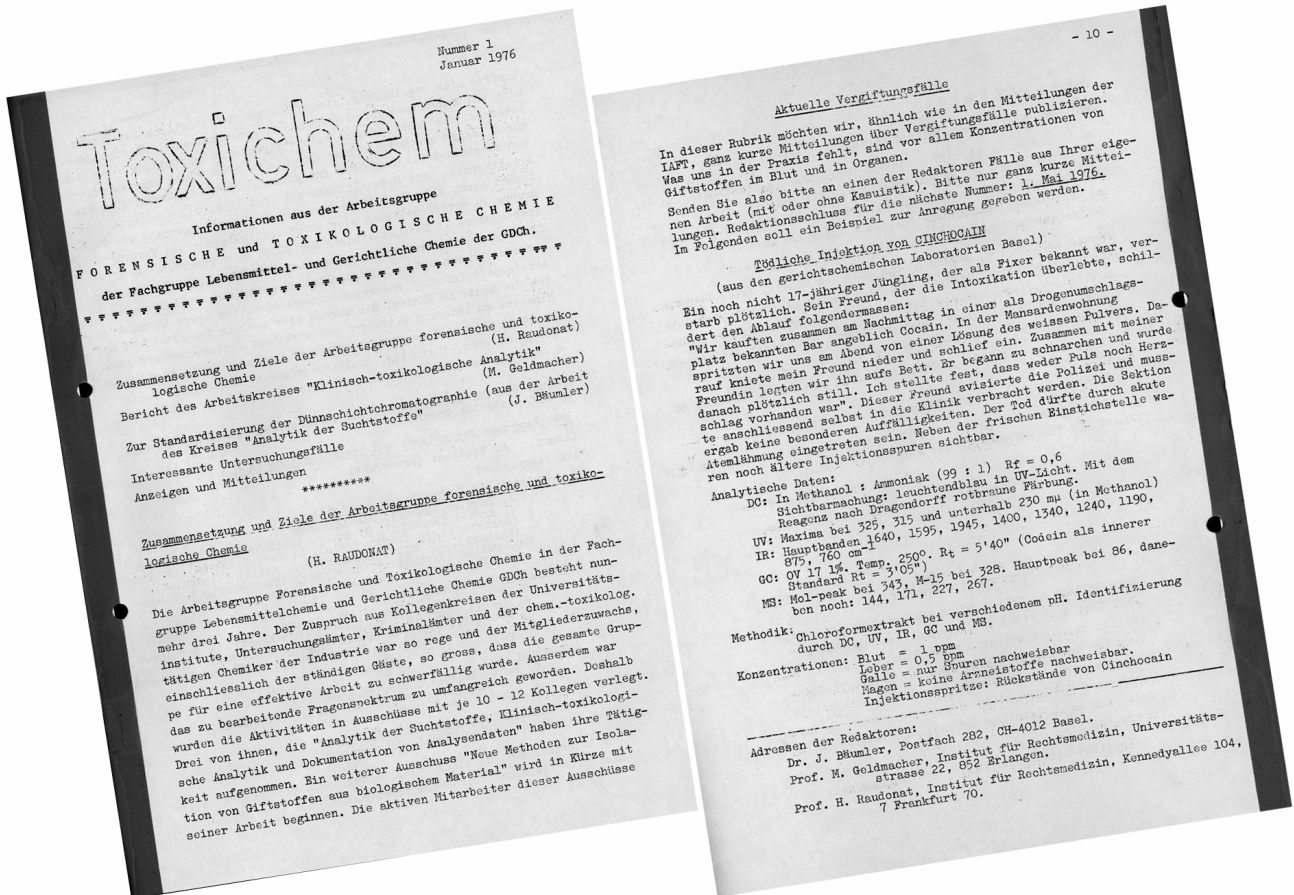 Nummer 1
Januar 1976
Toxichem
Informationen aus der Arbeitsgruppe
FORENSISCHE und TOXIKOLOGISCHE CHEMIE
der Fachgruppe Lebensmittel- und Gerichtliche Chemie der GDCh.
Zusammensetzung und Ziele der Arbeitsgruppe forensische und toxiko-
logische Chemie (H. Raudonat)
Bericht des Arbeitskreises "Klinisch-toxikologische Analytik"
(M. Geldmacher)
Zur Standardisierung der Dünnschichtchromatographie (aus der Arbeit
des Kreises "Analytik der Suchtstoffe" (J. Bäumler)
Interessante Untersuchungsfälle
Anzeigen und Mitteilungen
**********
Zusammensetzung und Ziele der Arbeitsgruppe forensische und toxiko-
logische Chemie
(H. RAUDONAT)
Die Arbeitsgruppe Forensische und Toxikologische Chemie in der Fach-
gruppe Lebensmittelchemie und Gerichtliche Chemie GDCh besteht nun-
mehr drei Jahre. Der Zuspruch aus Kollegenkreisen der Universitäts-
institute, Untersuchungsämter, Kriminalämter und der chem.-toxikolog.
tätigen Chemiker der Industrie war so rege und der Mitgliederzuwachs,
einschliesslich der ständigen Gäste, so gross, dass die gesamte Grup-
pe für eine effektive Arbeit zu schwerfällig wurde. Ausserdem war
das zu bearbeitende Fragenspektrum zu umfangreich geworden. Deshalb
wurden die Aktivitäten in Ausschüsse mit je 10 - 12 Kollegen verlegt.
Drei von ihnen, die "Analytik der Suchtstoffe, Klinisch-toxikologi-
sche Analytik und Dokumentation von Analysendaten" haben ihre Tätig-
keit aufgenommen. Ein weiterer Ausschuss "Neue Methoden zur Isola-
tion von Giftstoffen aus biologischem Material" wird in Kürze mit
seiner Arbeit beginnen. Die aktiven Mitarbeiter dieser Ausschüsse
- 10 -
Aktuelle Vergiftungsfälle
In dieser Rubrik möchten wir, ähnlich wie in den Mitteilungen der
IAFT, ganz kurze Mitteilungen über Vergiftungsfälle publizieren.
Was uns in der Praxis fehlt, sind vor allem Konzentrationen von
Giftstoffen im Blut und in Organen.
Senden Sie also bitte an einen der Redaktoren Fälle aus Ihrer eige-
nen Arbeit (mit oder ohne Kasuistik). Bitte nur ganz kurze Mittei-
lungen. Redaktionsschluss für die nächste Nummer: 1. Mai 1976.
Im Folgenden soll ein Beispiel zur Anregung gegeben werden.
Tödliche Injektion von CINCHOCAIN
(aus den gerichtschemischen Laboratorien Basel)
Ein noch nicht 17-jähriger Jüngling, der als Fixer bekannt war, ver-
starb plötzlich. Sein Freund, der die Intoxikation überlebte, schil-
dert den Ablauf folgendermassen:
"Wir kauften zusammen am Nachmittag in einer als Drogenumschlags-
platz bekannten Bar angeblich Cocain. In der Mansardenwohnung
spritzten wir uns am Abend von einer Lösung des weissen Pulvers. Da-
rauf kniete mein Freund nieder und schlief ein. Zusammen mit meiner
Freundin legten wir ihn aufs Bett. Er begann zu schnarchen und wurde
danach plötzlich still. Ich stellte fest, dass weder Puls noch Herz-
schlag vorhanden war". Dieser Freund avisierte die Polizei und muss-
te anschliessend selbst in die Klinik verbracht werden. Die Sektion
ergab keine besonderen Auffälligkeiten. Der Tod dürfte durch akute
Atemlähmung eingetreten sein. Neben der frischen Einstichstelle wa-
ren noch ältere Injektionsspuren sichtbar.
Analytische Daten:
DC: In Methanol : Ammoniak (99 : 1) Rf = 0,6
Sichtbarmachung: leuchtendblau in UV-Licht. Mit dem
Reagenz nach Dragendorff rotbraune Färbung.
UV: Maxima bei 325, 315 und unterhalb 230 mµ (in Methanol)
IR: Hauptbanden 1640, 1595, 1945, 1400, 1340, 1240, 1190,
875, 760 cm-1
GC: OV 17 1%. Temp. 250°. Rt = 5'40" (Codein als innerer
Standard Rt = 3'05")
MS: Mol-peak bei 343, M-15 bei 328. Hauptpeak bei 86, dane-
ben noch: 144, 171, 227, 267.
Methodik: Chloroformextrakt bei verschiedenem pH. Identifizierung
durch DC, UV, IR, GC und MS.
Konzentrationen: Blut = 1 ppm
Leber = 0,5 ppm
Galle = nur Spuren nachweisbar
Magen = keine Arzneistoffe nachweisbar.
Injektionsspritze: Rückstände von Cinchocain
Adressen der Redaktoren:
Dr. J. Bäumler, Postfach 282, CH-4012 Basel.
Prof. M. Geldmacher, Institut für Rechtsmedizin, Universitäts-
strasse 22, 852 Erlangen.
Prof. H. Raudonat, Institut für Rechtsmedizin, Kennedyallee 104,
7 Frankfurt 70.